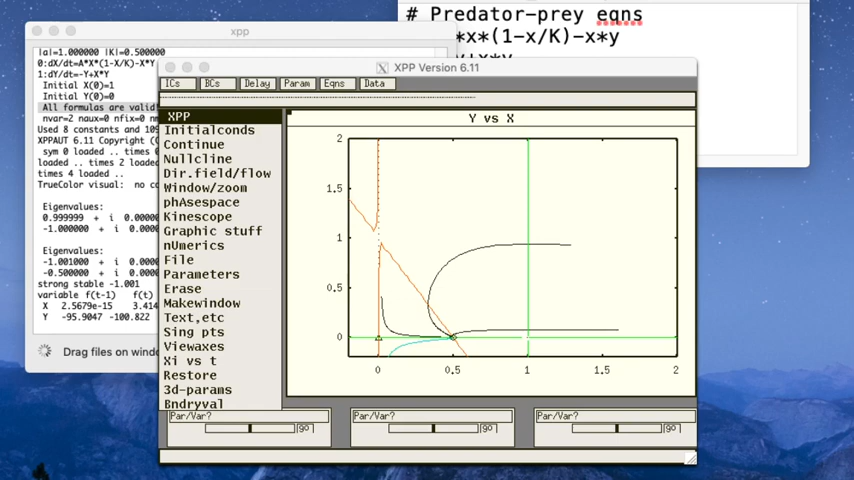 # Predator-prey eqns
*x*(1-x/K)-x*y
xpp
|a|=1.000000 |K|=0.500000
0:dX/dt=A*X*(1-X/K)-X*Y
1:dY/dt=-Y+X*Y
Initial X(0)=1
Initial Y(0)=0
All formulas are valid!
nvar=2 naux=0 nfix=0 nm
Used 8 constants and 109
XPPAUT 6.11 Copyright (
sym 0 loaded .. times 0
loaded .. times 2 loaded
times 4 loaded ..
TrueColor visual: no co
Eigenvalues:
0.999999 + i 0.0000
-1.000000 + i 0.0000
Eigenvalues:
-1.001000 + i 0.0000
-0.500000 + i 0.0000
strong stable -1.001
variable f(t-1) f(t)
X 2.5679e-15 3.414
Y -95.9047 -100.822
Drag files on windo
XPP Version 6.11
ICs BCs Delay Param Eqns Data
XPP
Initialconds
Continue
Nullcline
Dir.field/flow
Window/zoom
phAsespace
Kinescope
Graphic stuff
nUmerics
File
Parameters
Erase
Makewindow
Text,etc
Sing pts
Viewaxes
Xi vs t
Restore
3d-params
Bndryval
Y vs X
2
1.5
1
0.5
0
0 0.5 1 1.5 2
Par/Var? Par/Var? Par/Var?
go go go